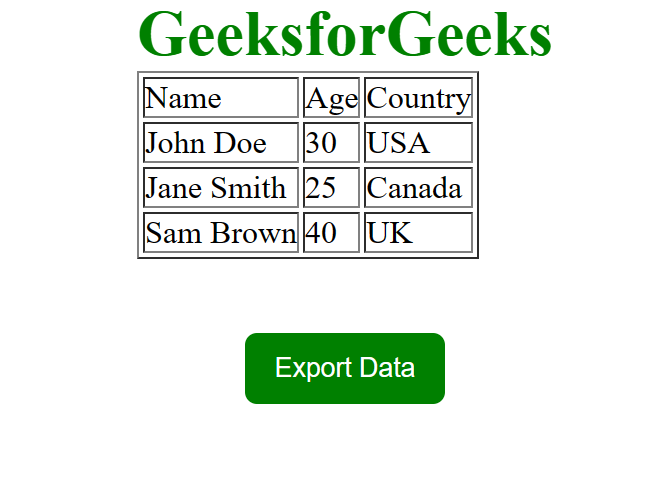 GeeksforGeeks
Name Age Country
John Doe 30 USA
Jane Smith 25 Canada
Sam Brown 40 UK
Export Data